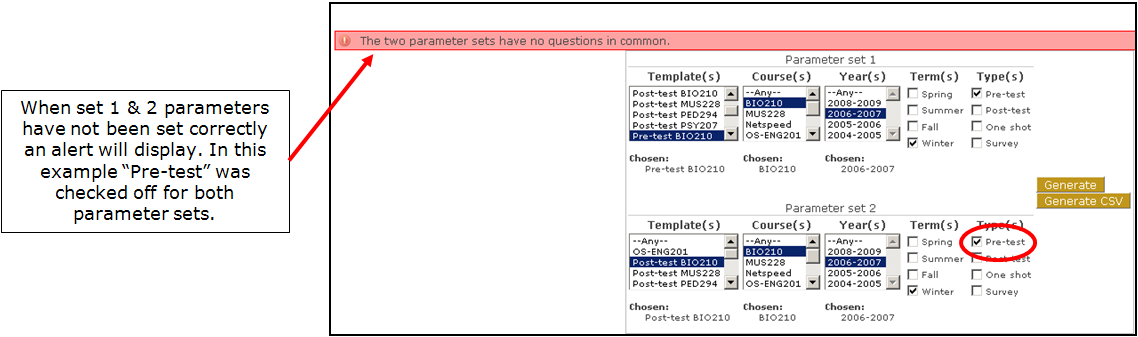 The two parameter sets have no questions in common.
When set 1 & 2 parameters
have not been set correctly
an alert will display. In this
example “Pre-test” was
checked off for both
parameter sets.
Parameter set 1
Template(s) Course(s) Year(s) Term(s) Type(s)
Post-test BIO210 --Any-- --Any-- Spring Pre-test
Post-test MUS228 BIO210 2008-2009 Summer Post-test
Post-test PED294 MUS228 2006-2007 Fall One shot
Post-test PSY207 Netspeed 2005-2006 Winter Survey
Pre-test BIO210 OS-ENG201 2004-2005
Chosen: Chosen: Chosen:
Pre-test BIO210 BIO210 2006-2007
Generate
Generate CSV
Parameter set 2
Template(s) Course(s) Year(s) Term(s) Type(s)
--Any-- --Any-- --Any-- Spring Pre-test
OS-ENG201 BIO210 2008-2009 Summer Post-test
Post-test BIO210 MUS228 2006-2007 Fall One shot
Post-test MUS228 Netspeed 2005-2006 Winter Survey
Post-test PED294 OS-ENG201 2004-2005
Chosen: Chosen: Chosen:
Post-test BIO210 BIO210 2006-2007